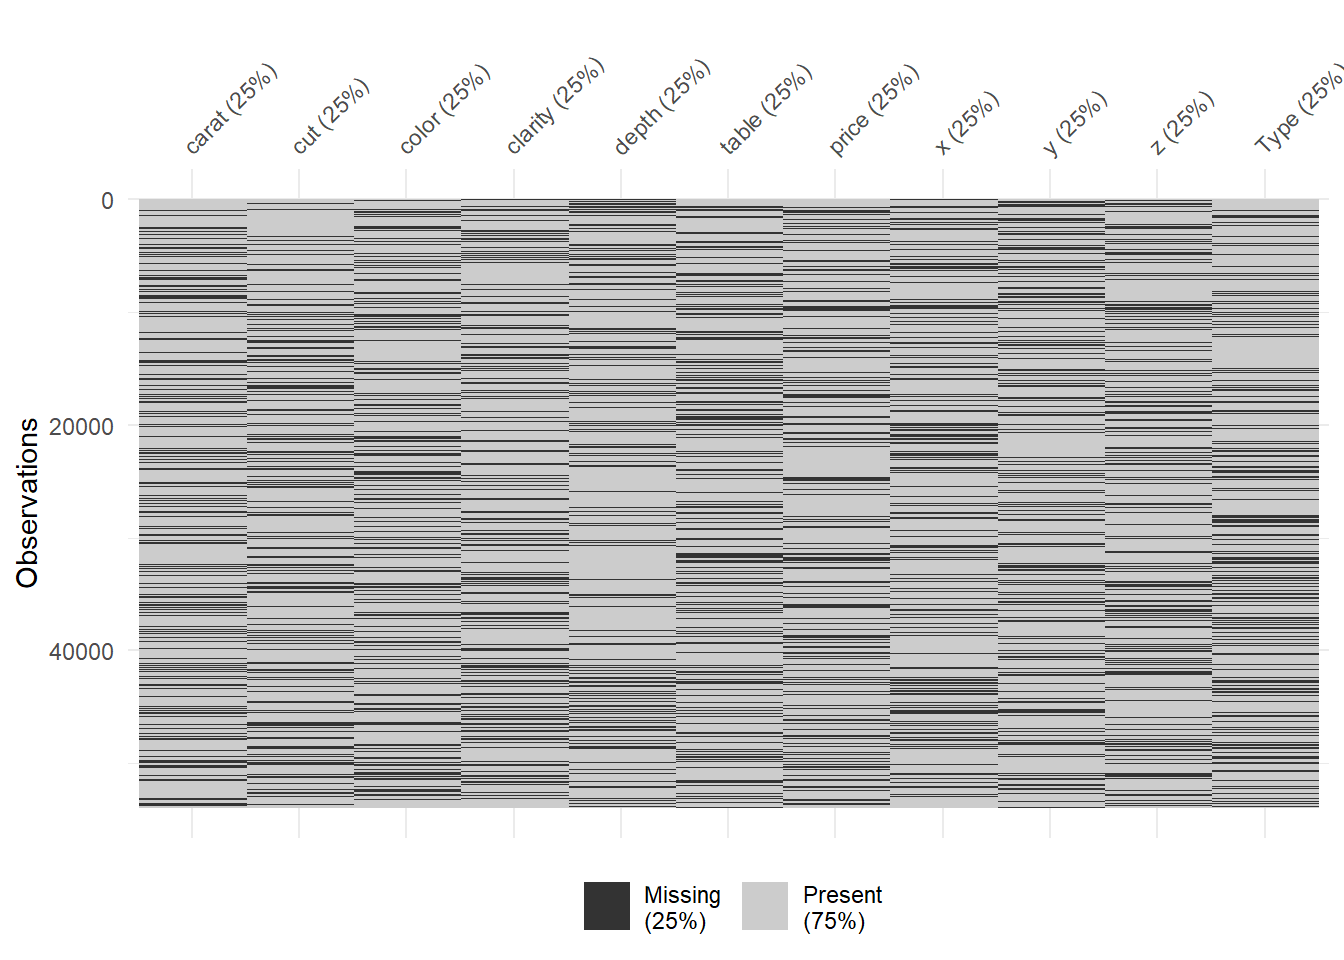 carat (25%)
cut (25%)
color (25%)
clarity (25%)
depth (25%)
table (25%)
price (25%)
x (25%)
y (25%)
z (25%)
Type (25%
0
20000
40000
Observations
Missing
(25%)
Present
(75%)